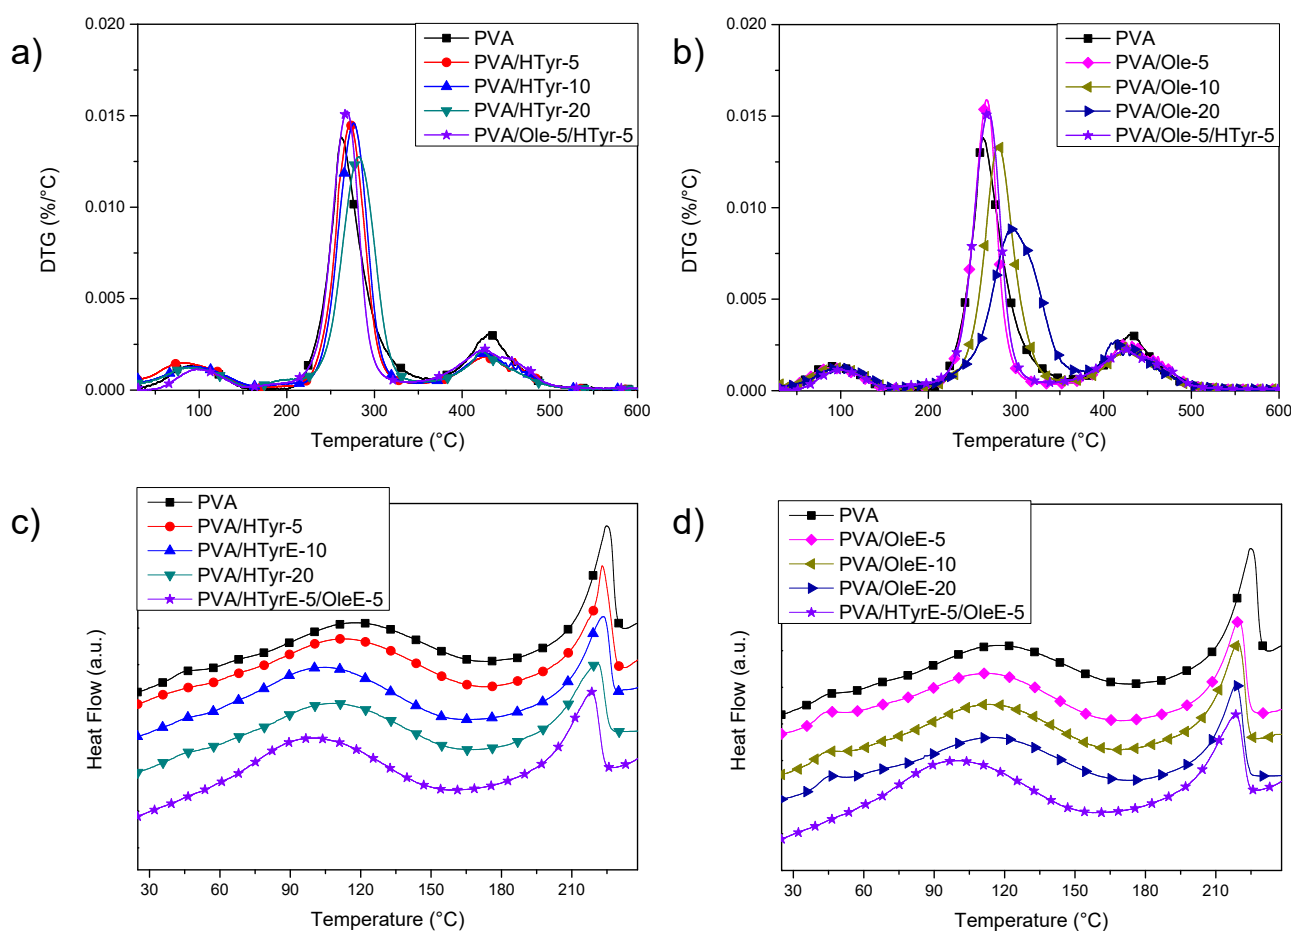 a)
0.020
0.015
0.010
0.005
0.000
DTG (%/°C)
PVA
PVA/HTyr-5
PVA/HTyr-10
PVA/HTyr-20
PVA/Ole-5/HTyr-5
100 200 300 400 500 600
Temperature (°C)
b)
0.020
0.015
0.010
0.005
0.000
DTG (%/°C)
PVA
PVA/Ole-5
PVA/Ole-10
PVA/Ole-20
PVA/Ole-5/HTyr-5
100 200 300 400 500 600
Temperature (°C)
c)
Heat Flow (a.u.)
PVA
PVA/HTyr-5
PVA/HTyrE-10
PVA/HTyr-20
PVA/HTyrE-5/OleE-5
30 60 90 120 150 180 210
Temperature (°C)
d)
Heat Flow (a.u.)
PVA
PVA/OleE-5
PVA/OleE-10
PVA/OleE-20
PVA/HTyrE-5/OleE-5
30 60 90 120 150 180 210
Temperature (°C)